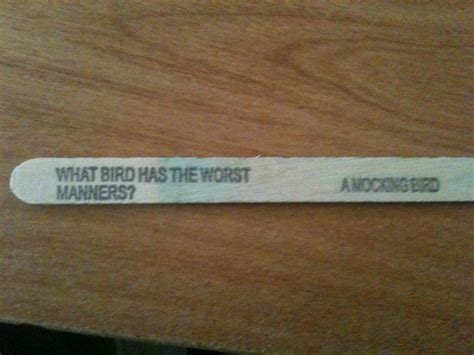 WHAT BIRD HAS THE WORST
MANNERS?
A MOCKING BIRD